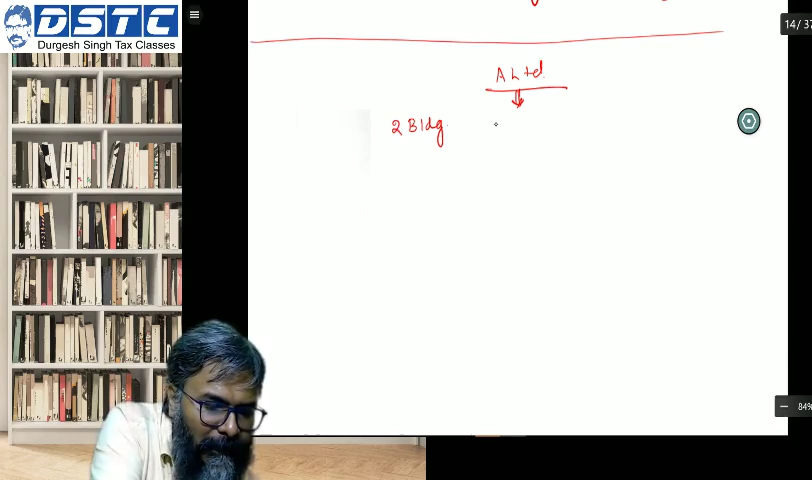 DSTC
Durgesh Singh Tax Classes
14 / 37
A Ltd.
2 Bldg.
84%